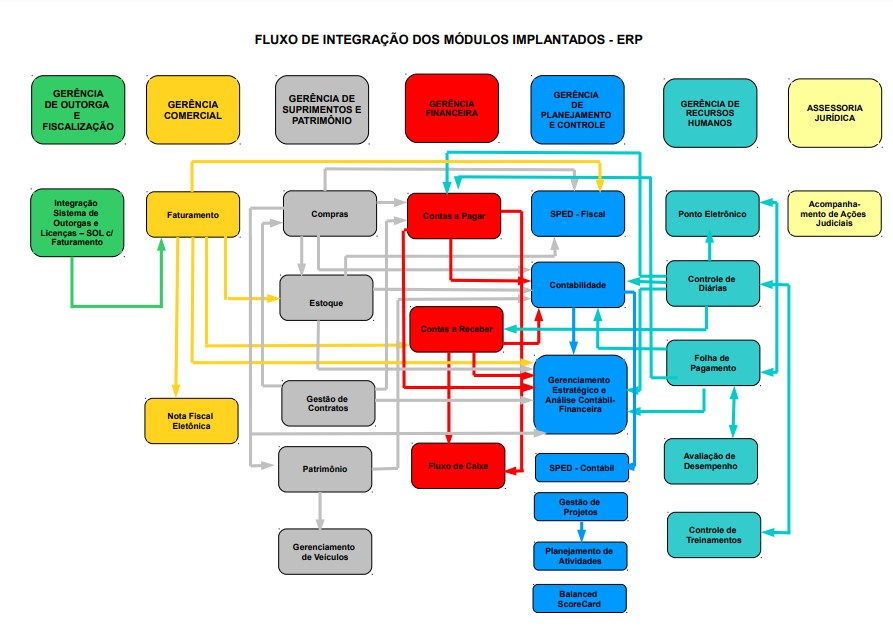 FLUXO DE INTEGRAÇÃO DOS MÓDULOS IMPLANTADOS - ERP
GERÊNCIA
DE OUTORGA
E
FISCALIZAÇÃO
GERÊNCIA
COMERCIAL
GERÊNCIA DE
SUPRIMENTOS E
PATRIMÔNIO
GERÊNCIA
FINANCEIRA
GERÊNCIA
DE
PLANEJAMENTO
E CONTROLE
GERÊNCIA DE
RECURSOS
HUMANOS
ASSESSORIA
JURÍDICA
Integração
Sistema de
Outorgas e
Licenças – SOL c/
Faturamento
Faturamento
Compras
Contas a Pagar
SPED - Fiscal
Ponto Eletrônico
Acompanha-
mento de Ações
Judiciais
Estoque
Contabilidade
Controle de
Diárias
Contas a Receber
Gerenciamento
Estratégico e
Análise Contábil-
Financeira
Folha de
Pagamento
Nota Fiscal
Eletônica
Gestão de
Contratos
Patrimônio
Fluxo de Caixa
SPED - Contábil
Avaliação de
Desempenho
Gestão de
Projetos
Gerenciamento
de Veículos
Planejamento de
Atividades
Controle de
Treinamentos
Balanced
ScoreCard